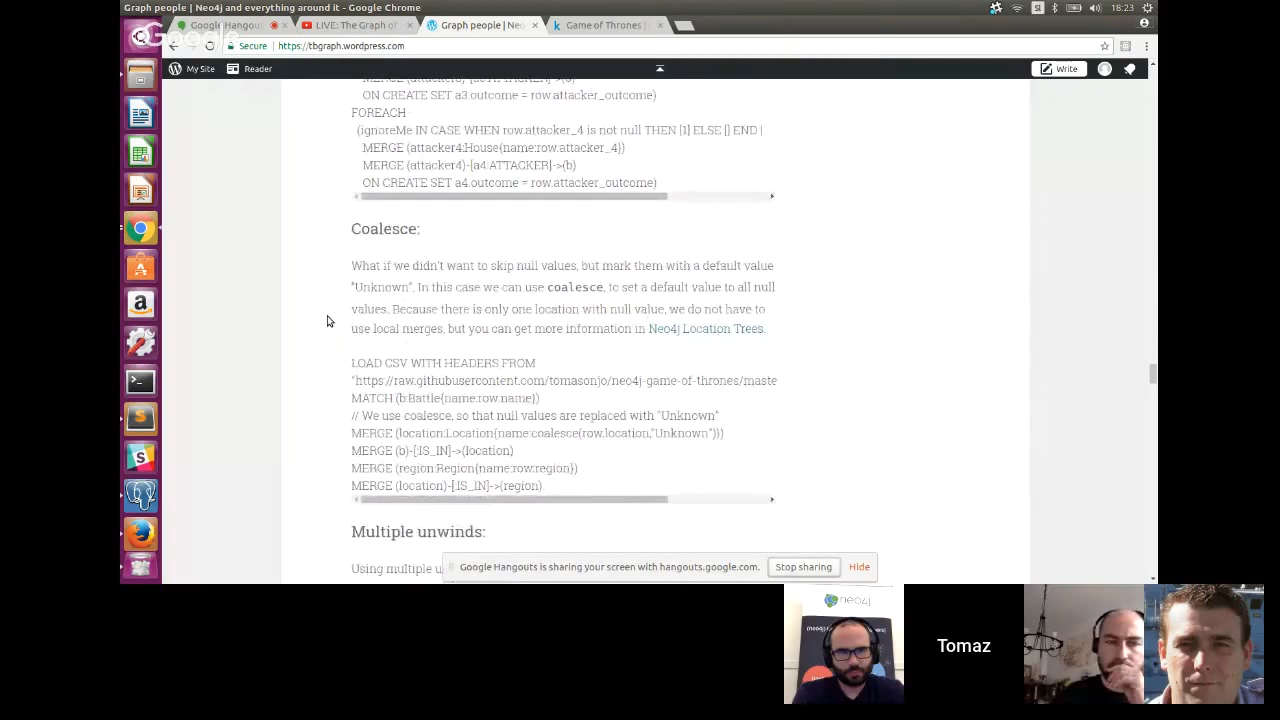 Graph people | Neo4j and everything around it - Google Chrome
SI
18:23
Google
Google Hangou
LIVE: The Graph of
Graph people | Neo
Game of Thrones |
Secure
https://tbgraph.wordpress.com
My Site
Reader
Write
ON CREATE SET a3.outcome = row.attacker_outcome)
FOREACH
(ignoreMe IN CASE WHEN row.attacker_4 is not null THEN [1] ELSE [] END |
MERGE (attacker4:House{name:row.attacker_4})
MERGE (attacker4)-[a4:ATTACKER]->(b)
ON CREATE SET a4.outcome = row.attacker_outcome)
Coalesce:
What if we didn't want to skip null values, but mark them with a default value
"Unknown". In this case we can use coalesce, to set a default value to all null
values. Because there is only one location with null value, we do not have to
use local merges, but you can get more information in Neo4j Location Trees.
LOAD CSV WITH HEADERS FROM
"https://raw.githubusercontent.com/tomasonjo/neo4j-game-of-thrones/maste
MATCH (b:Battle{name:row.name})
// We use coalesce, so that null values are replaced with "Unknown"
MERGE (location:Location{name:coalesce(row.location,"Unknown")})
MERGE (b)-[:IS_IN]->(location)
MERGE (region:Region{name:row.region})
MERGE (location)-[:IS_IN]->(region)
Multiple unwinds:
Using multiple u
Google Hangouts is sharing your screen with hangouts.google.com.
Stop sharing
Hide
neo4j
Tomaz